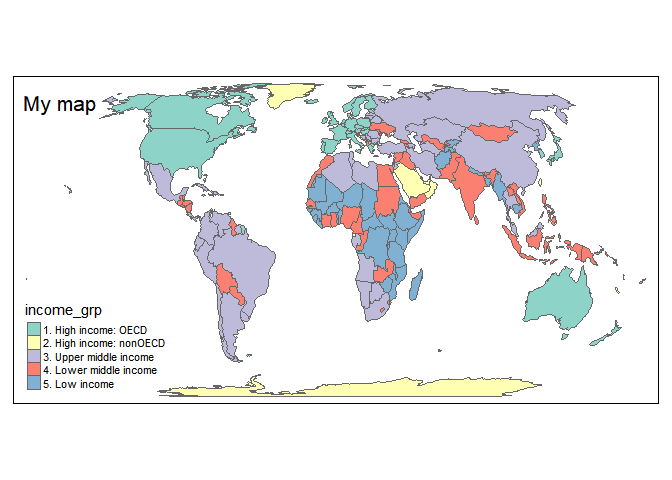 My map
income_grp
1. High income: OECD
2. High income: nonOECD
3. Upper middle income
4. Lower middle income
5. Low income